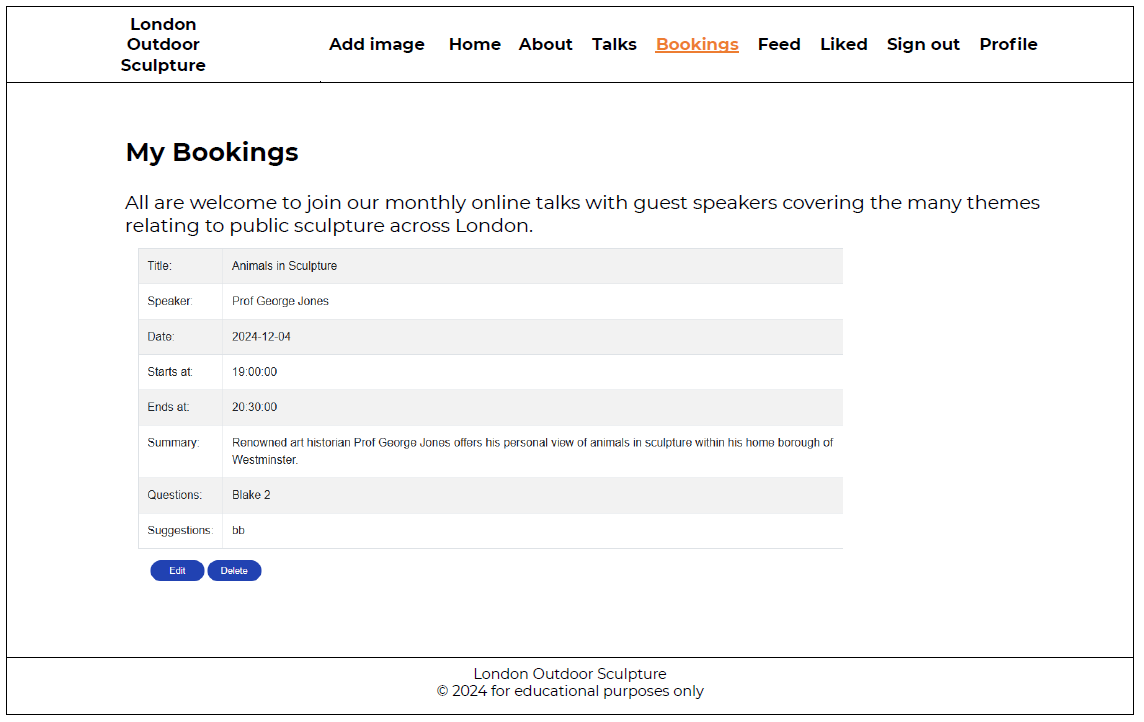 London
Outdoor
Sculpture
Add image Home About Talks Bookings Feed Liked Sign out Profile
My Bookings
All are welcome to join our monthly online talks with guest speakers covering the many themes
relating to public sculpture across London.
Title: Animals in Sculpture
Speaker: Prof George Jones
Date: 2024-12-04
Starts at: 19:00:00
Ends at: 20:30:00
Summary: Renowned art historian Prof George Jones offers his personal view of animals in sculpture within his home borough of
Westminster.
Questions: Blake 2
Suggestions: bb
Edit Delete
London Outdoor Sculpture
© 2024 for educational purposes only